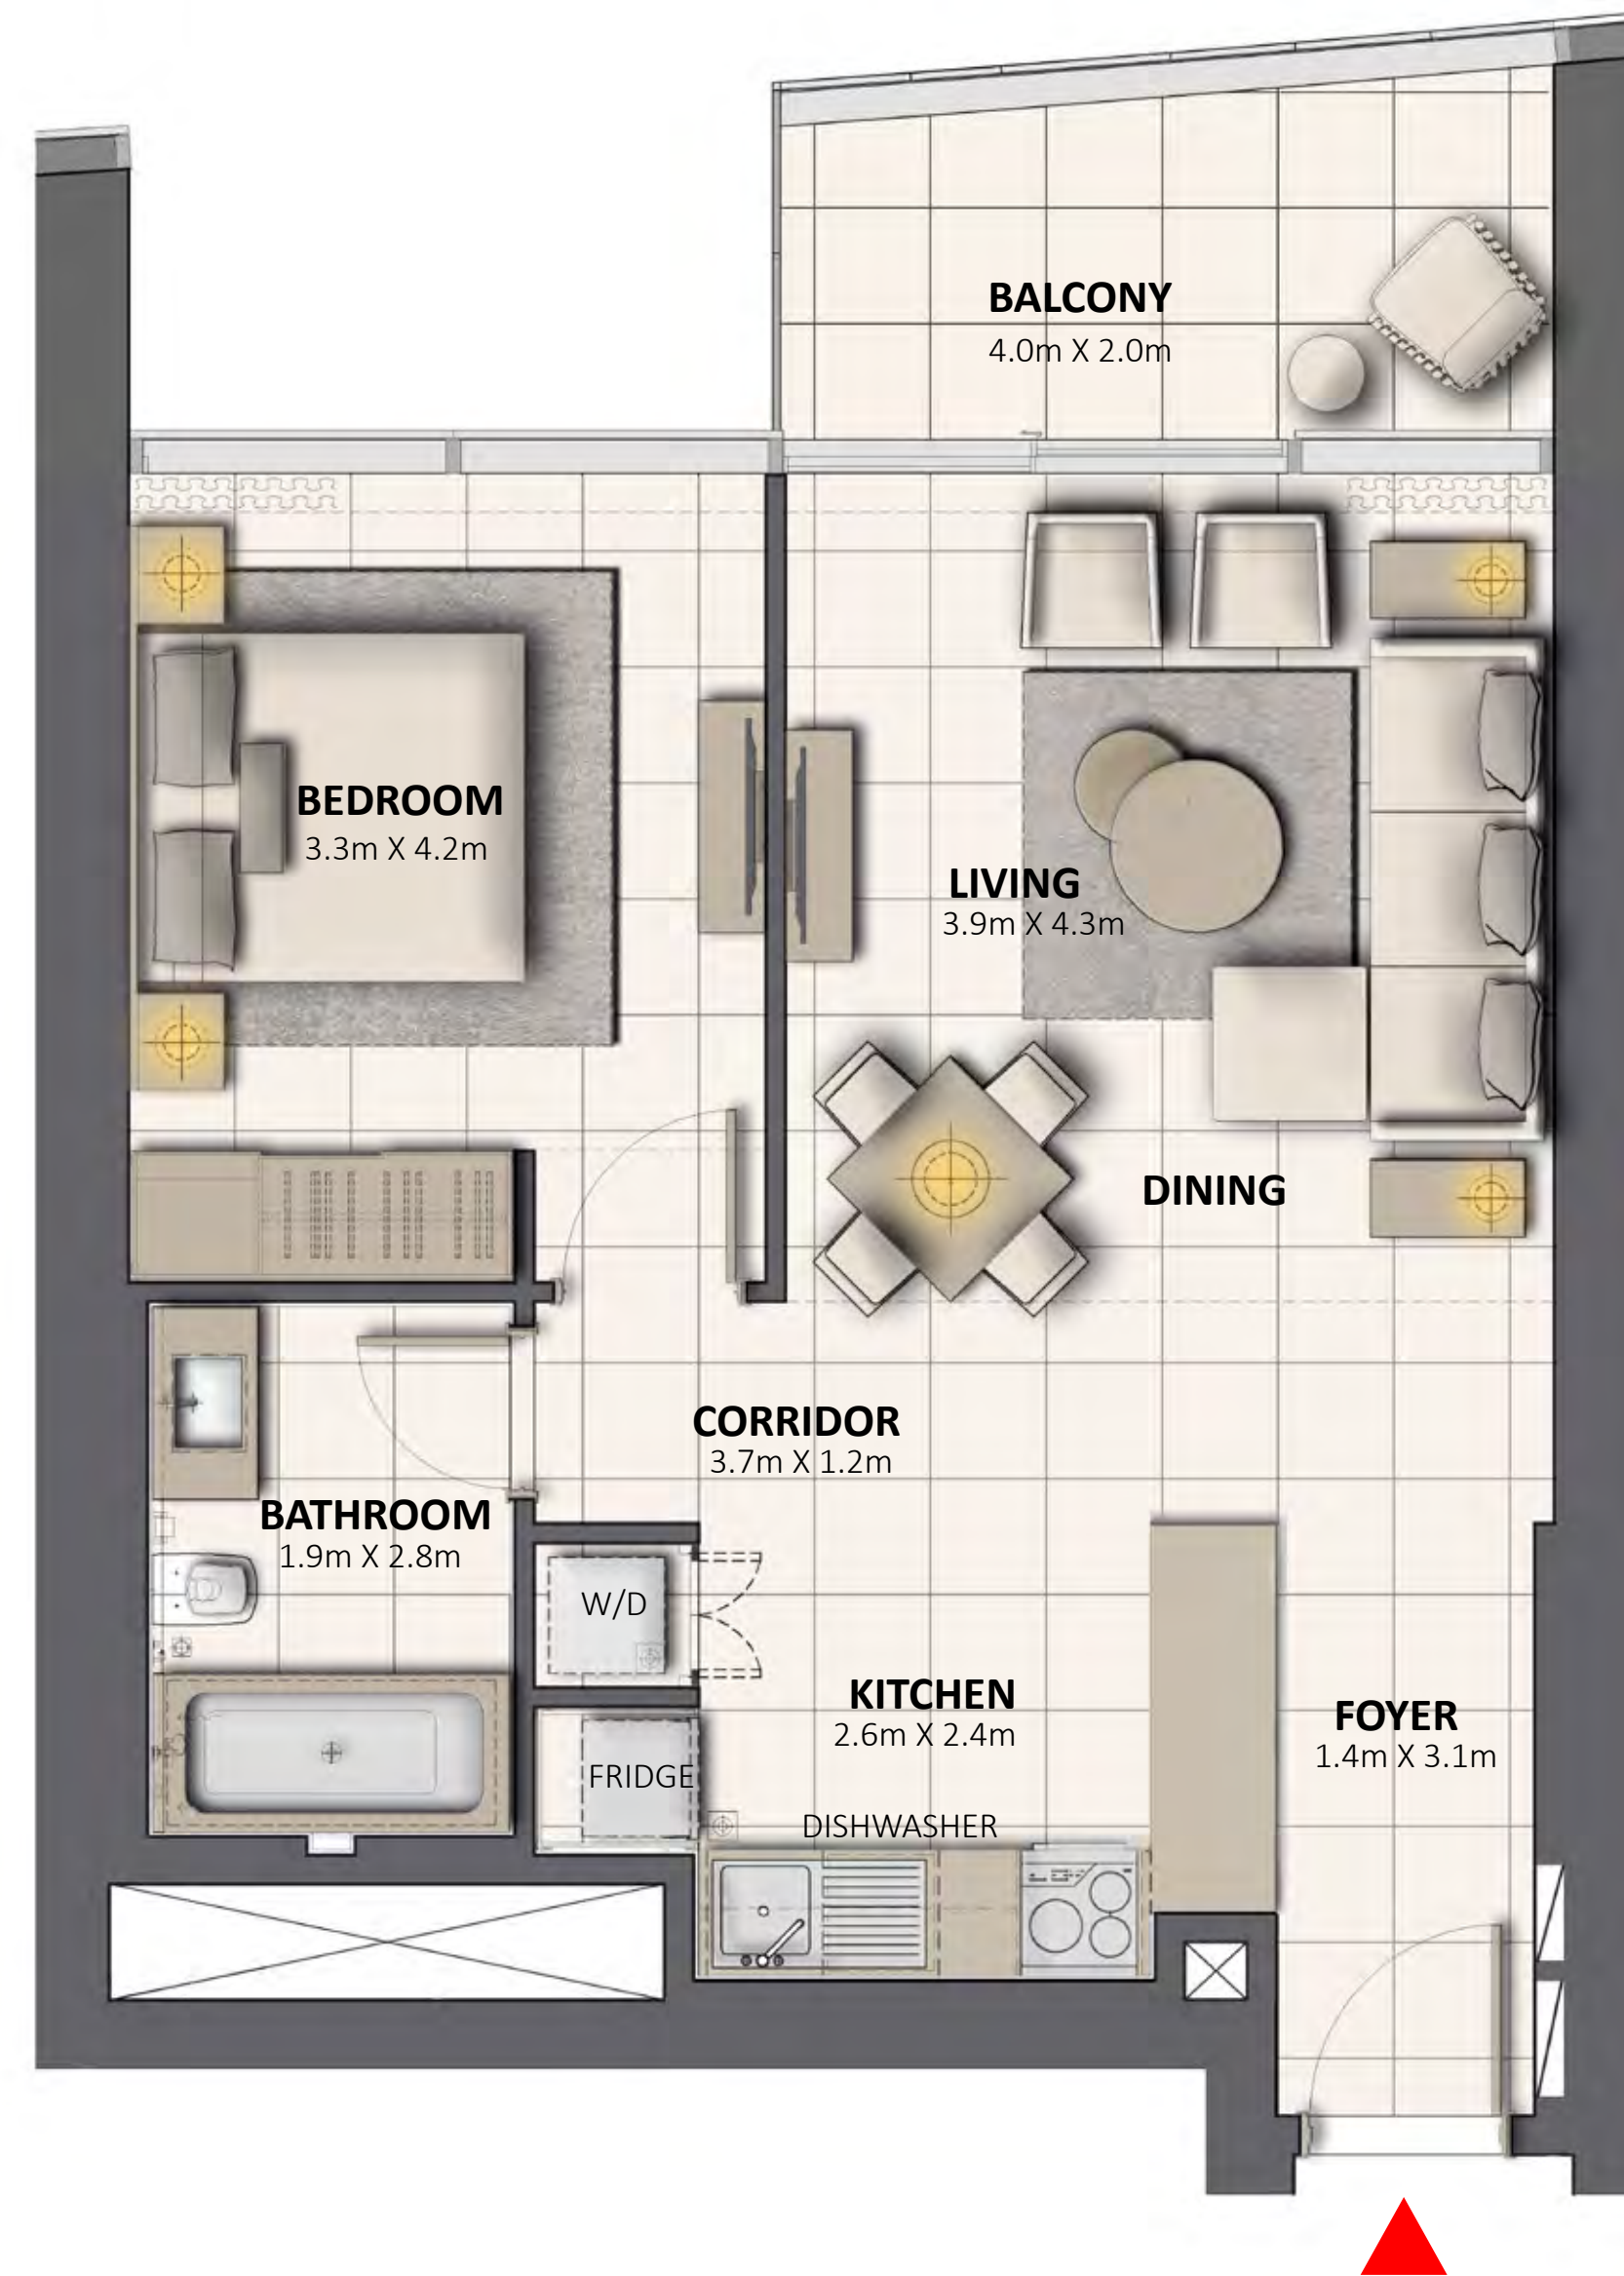 BALCONY
4.0m X 2.0m
BEDROOM
3.3m X 4.2m
LIVING
3.9m X 4.3m
DINING
CORRIDOR
3.7m X 1.2m
BATHROOM
1.9m X 2.8m
W/D
KITCHEN
2.6m X 2.4m
FOYER
1.4m X 3.1m
FRIDGE
DISHWASHER